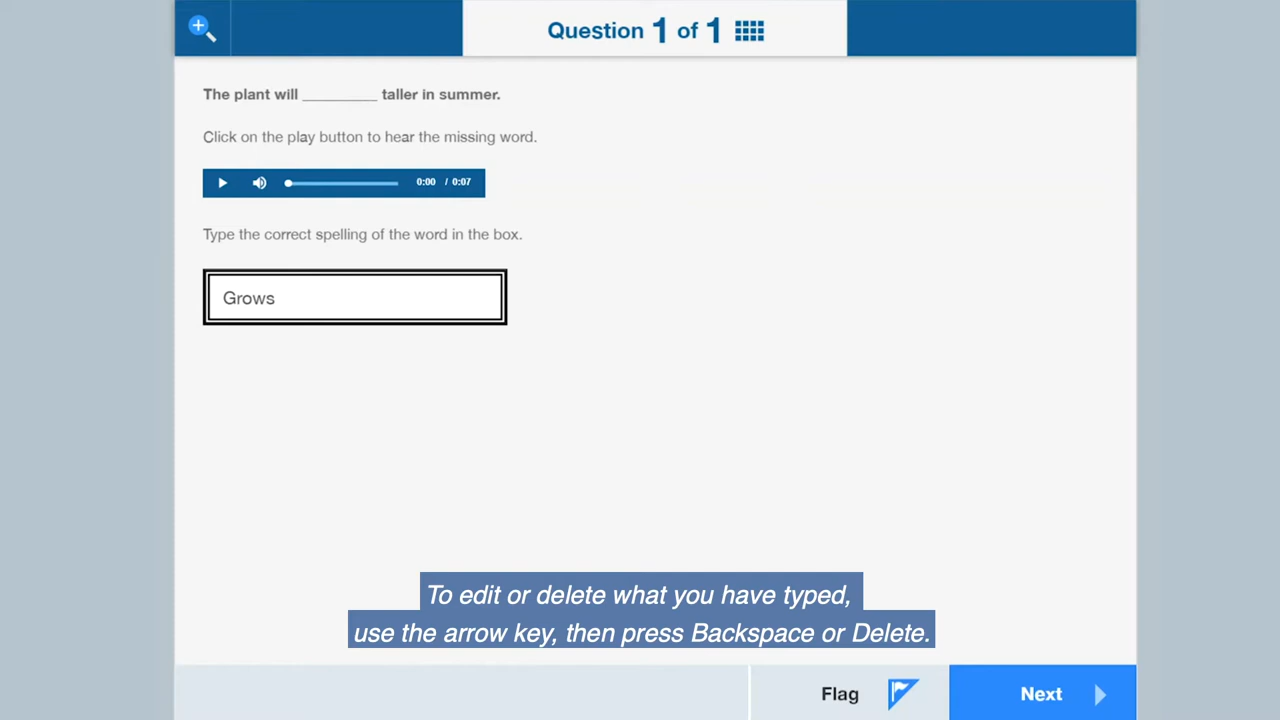 Question 1 of 1
The plant will _________ taller in summer.
Click on the play button to hear the missing word.
0:00 / 0:07
Type the correct spelling of the word in the box.
Grows
To edit or delete what you have typed,
use the arrow key, then press Backspace or Delete.
Flag
Next